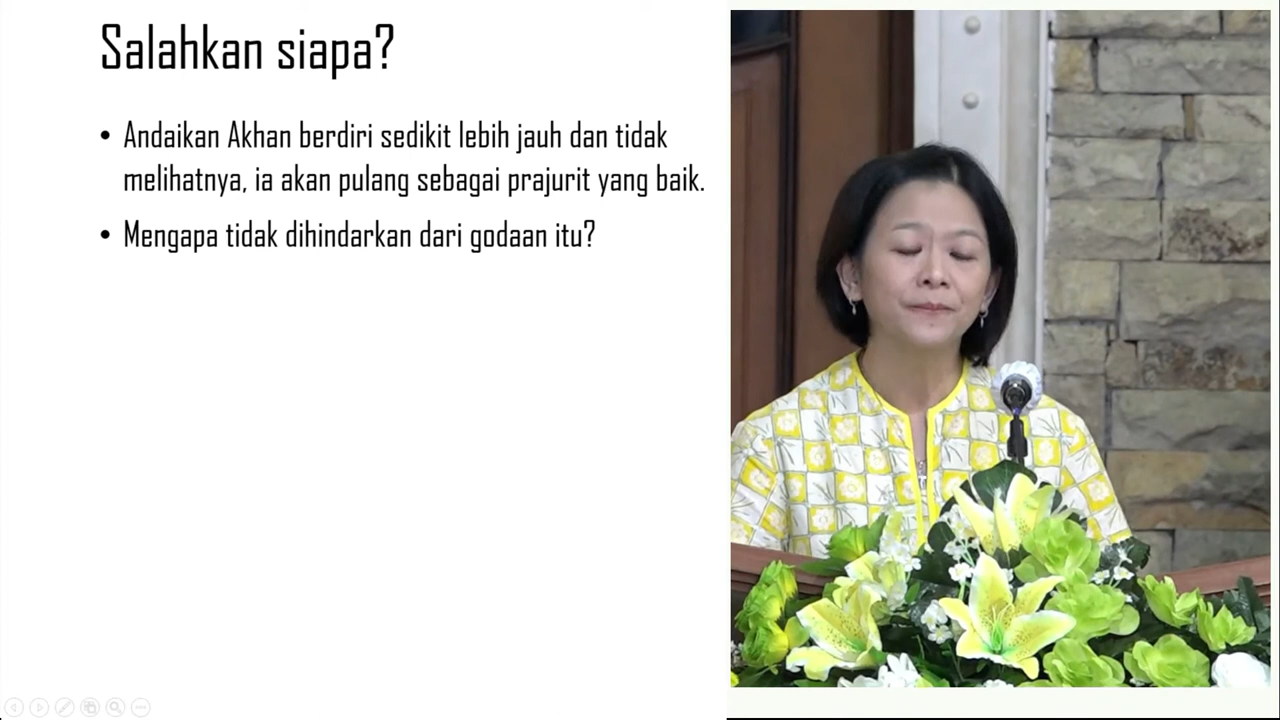 Salahkan siapa?
• Andaikan Akhan berdiri sedikit lebih jauh dan tidak
melihatnya, ia akan pulang sebagai prajurit yang baik.
• Mengapa tidak dihindarkan dari godaan itu?